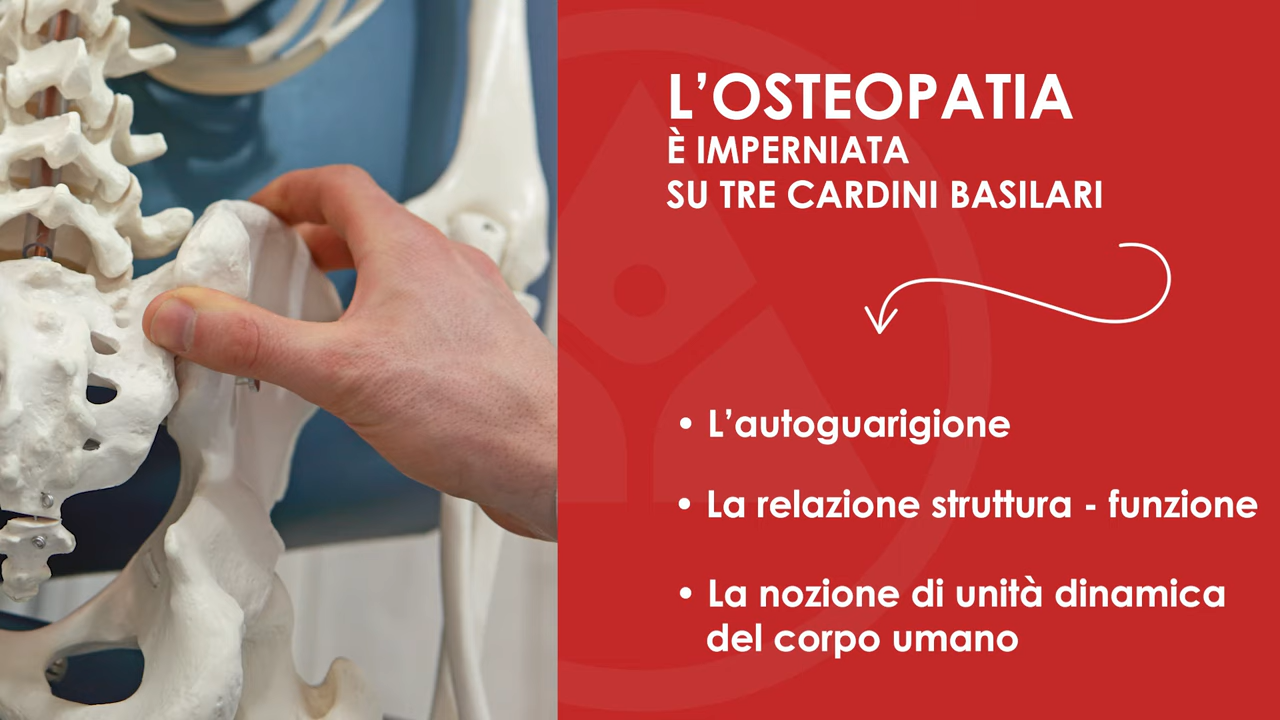 L’OSTEOPATIA
È IMPERNIATA
SU TRE CARDINI BASILARI
• L’autoguarigione
• La relazione struttura - funzione
• La nozione di unità dinamica
del corpo umano